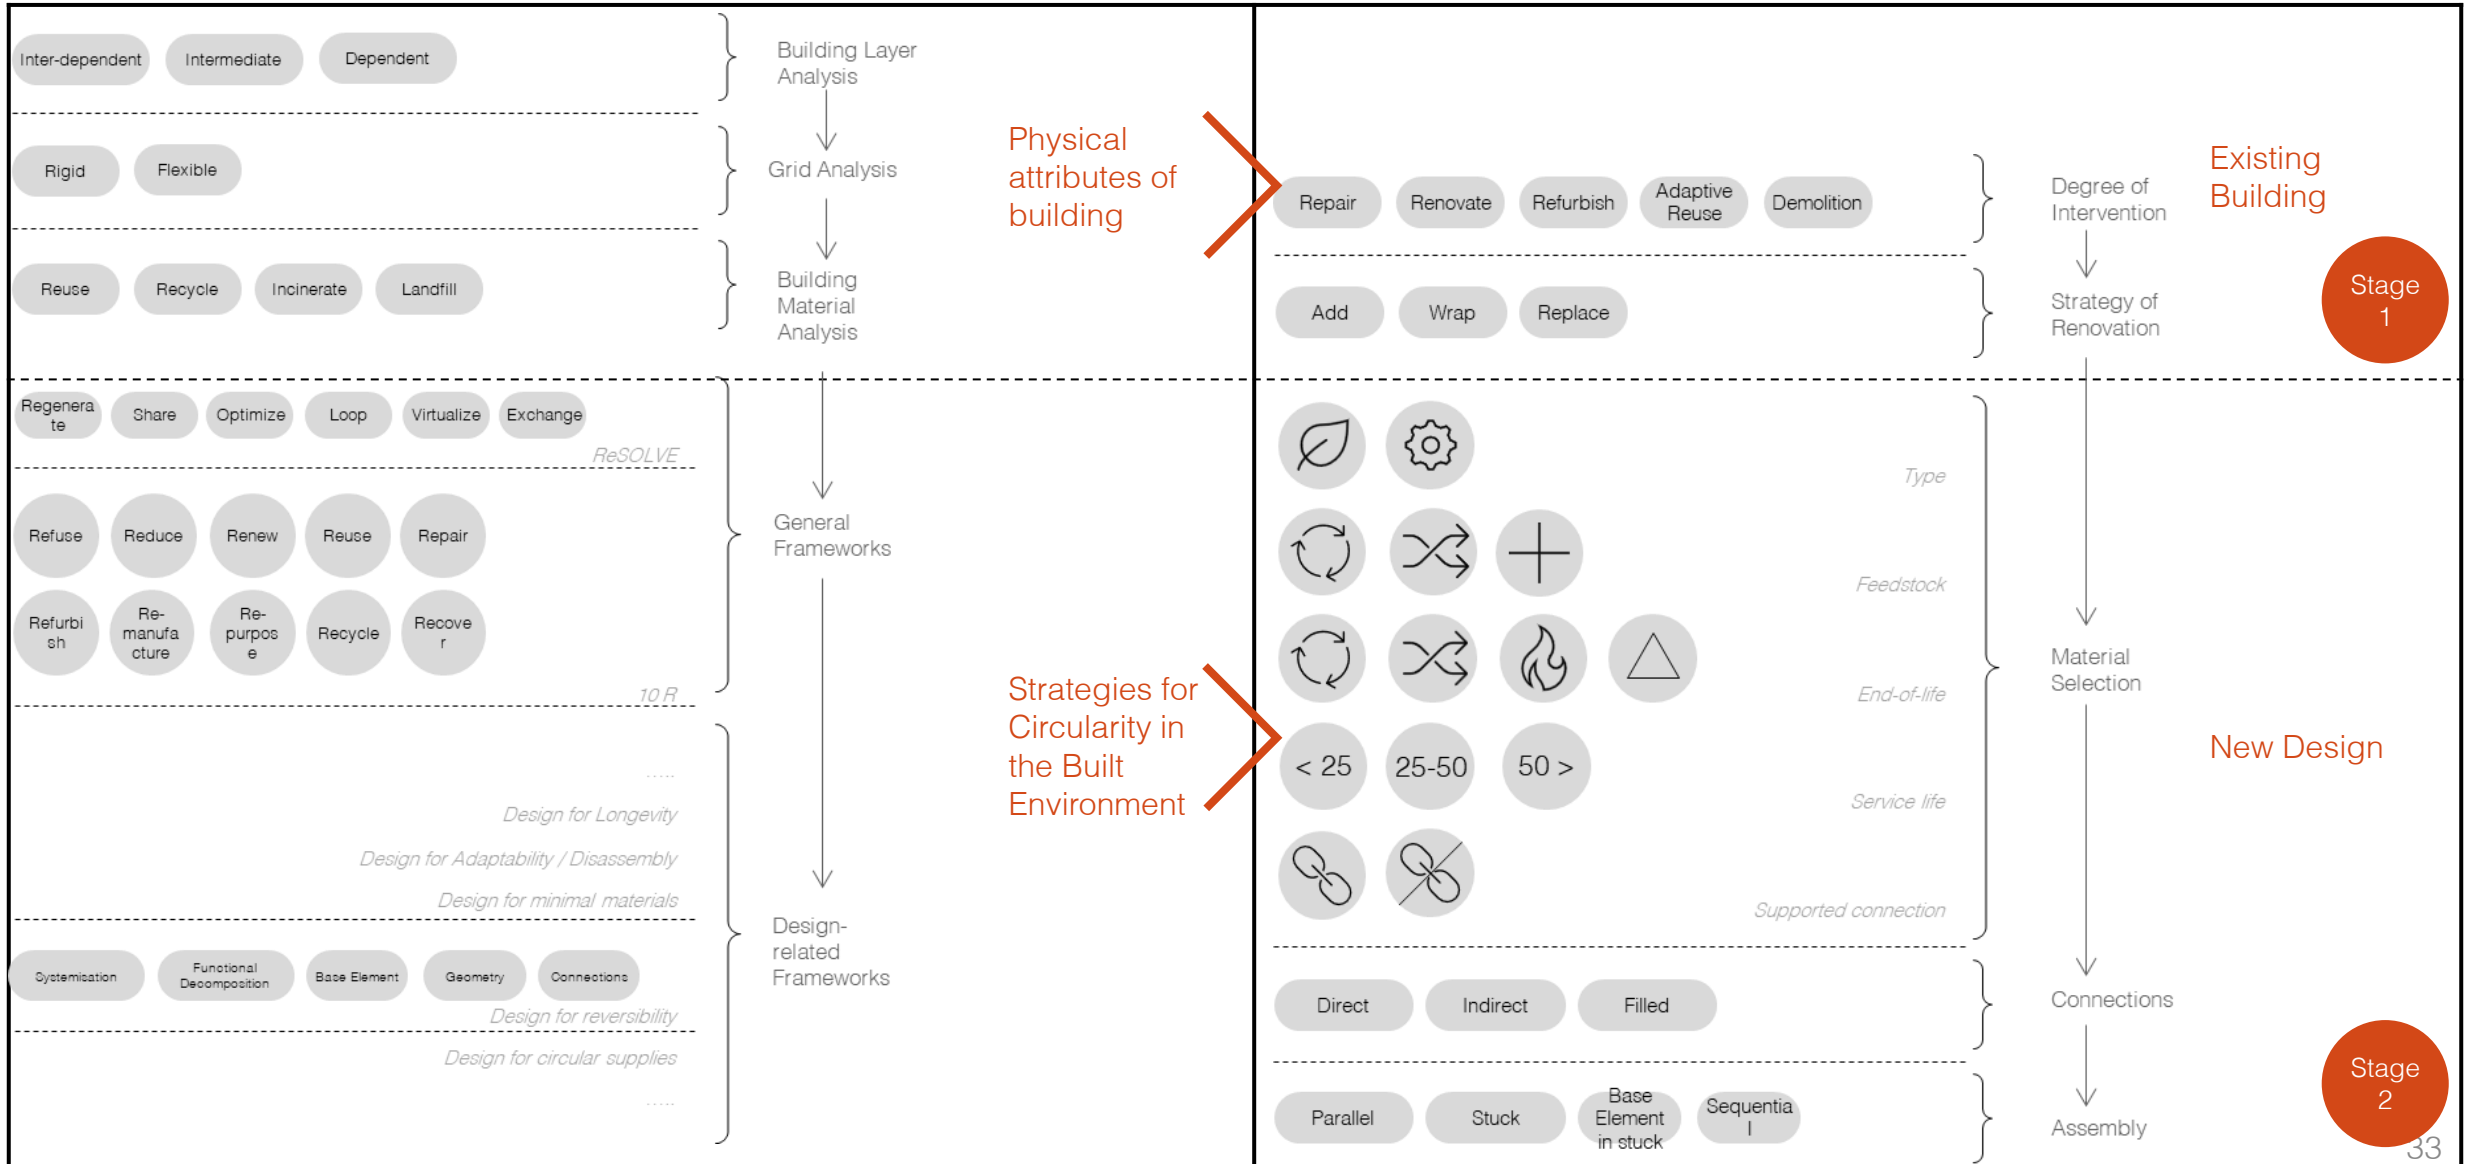 Inter-dependent
Intermediate
Dependent
Building Layer
Analysis
Rigid
Flexible
Grid Analysis
Reuse
Recycle
Incinerate
Landfill
Building
Material
Analysis
Physical
attributes of
building
Regenera
te
Share
Optimize
Loop
Virtualize
Exchange
ReSOLVE
Refuse
Reduce
Renew
Reuse
Repair
Refurbi
sh
Re-
manufa
cture
Re-
purpos
e
Recycle
Recove
r
10 R
General
Frameworks
.....
Design for Longevity
Design for Adaptability / Disassembly
Design for minimal materials
Systemisation
Functional
Decomposition
Base Element
Geometry
Connections
Design for reversibility
Design for circular supplies
.....
Design-
related
Frameworks
Strategies for
Circularity in
the Built
Environment
Repair
Renovate
Refurbish
Adaptive
Reuse
Demolition
Degree of
Intervention
Existing
Building
Add
Wrap
Replace
Strategy of
Renovation
Stage
1
Type
Feedstock
End-of-life
< 25
25-50
50 >
Service life
Supported connection
Material
Selection
New Design
Direct
Indirect
Filled
Connections
Parallel
Stuck
Base
Element
in stuck
Sequentia
l
Assembly
Stage
2
33